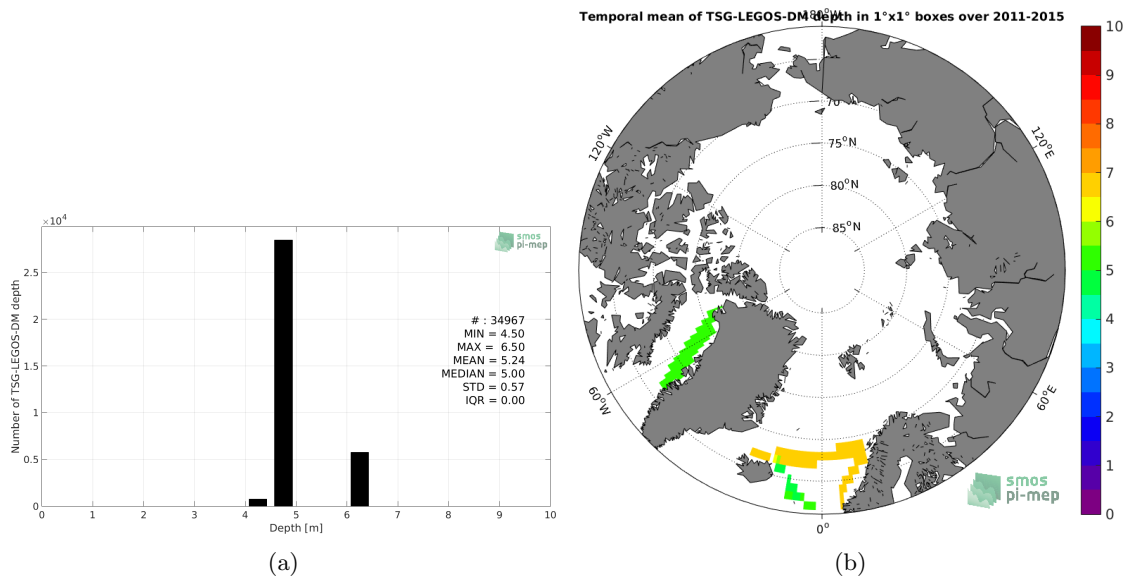 Temporal mean of TSG-LEGOS-DM depth in 1°x1° boxes over 2011-2015
180°W
×10⁴
Number of TSG-LEGOS-DM depth
2.5
2
1.5
1
0.5
0
0 1 2 3 4 5 6 7 8 9 10
Depth [m]
smos
pi-mep
# : 34967
MIN = 4.50
MAX = 6.50
MEAN = 5.24
MEDIAN = 5.00
STD = 0.57
IQR = 0.00
(a)
120°W
120°E
60°W
60°E
0°
70
75°N
80°N
85°N
smos
pi-mep
10
9
8
7
6
5
4
3
2
1
0
(b)